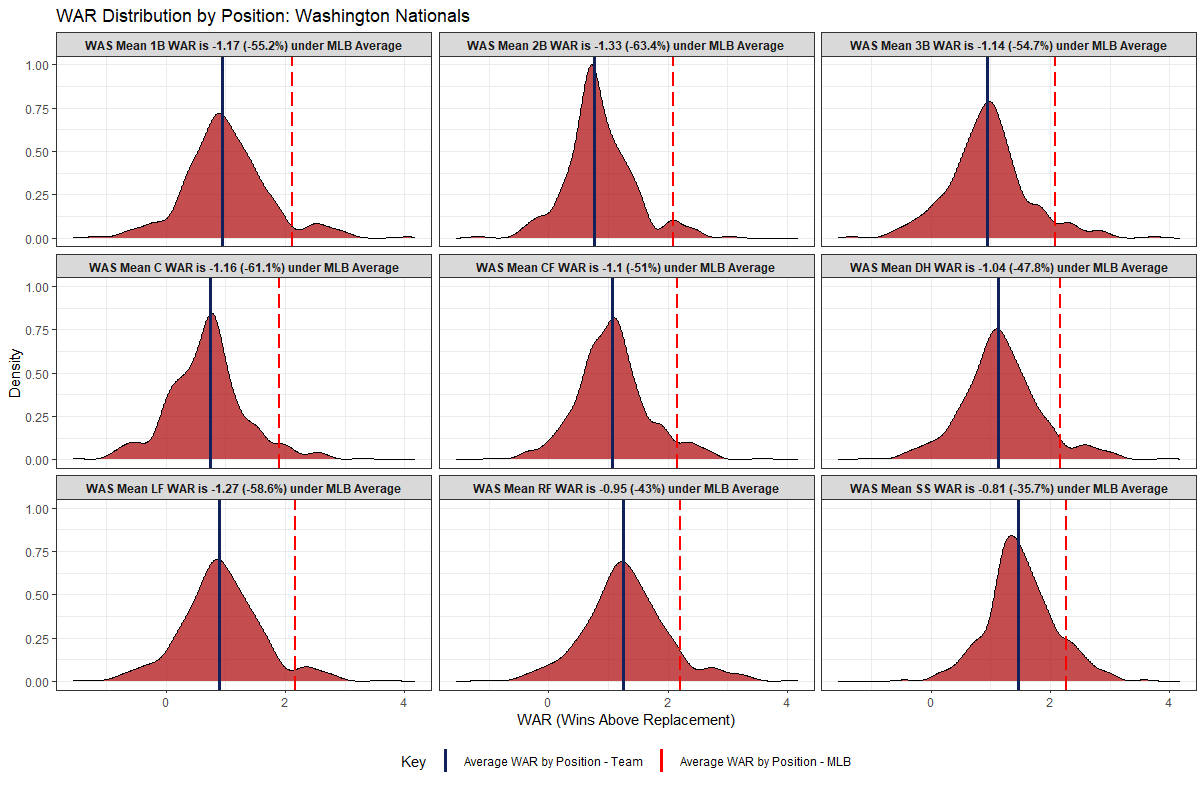 WAR Distribution by Position: Washington Nationals
WAS Mean 1B WAR is -1.17 (-55.2%) under MLB Average
WAS Mean 2B WAR is -1.33 (-63.4%) under MLB Average
WAS Mean 3B WAR is -1.14 (-54.7%) under MLB Average
1.00
0.75
0.50
0.25
0.00
WAS Mean C WAR is -1.16 (-61.1%) under MLB Average
WAS Mean CF WAR is -1.1 (-51%) under MLB Average
WAS Mean DH WAR is -1.04 (-47.8%) under MLB Average
1.00
0.75
0.50
0.25
0.00
Density
WAS Mean LF WAR is -1.27 (-58.6%) under MLB Average
WAS Mean RF WAR is -0.95 (-43%) under MLB Average
WAS Mean SS WAR is -0.81 (-35.7%) under MLB Average
1.00
0.75
0.50
0.25
0.00
0 2 4
0 2 4
0 2 4
WAR (Wins Above Replacement)
Key
Average WAR by Position - Team
Average WAR by Position - MLB